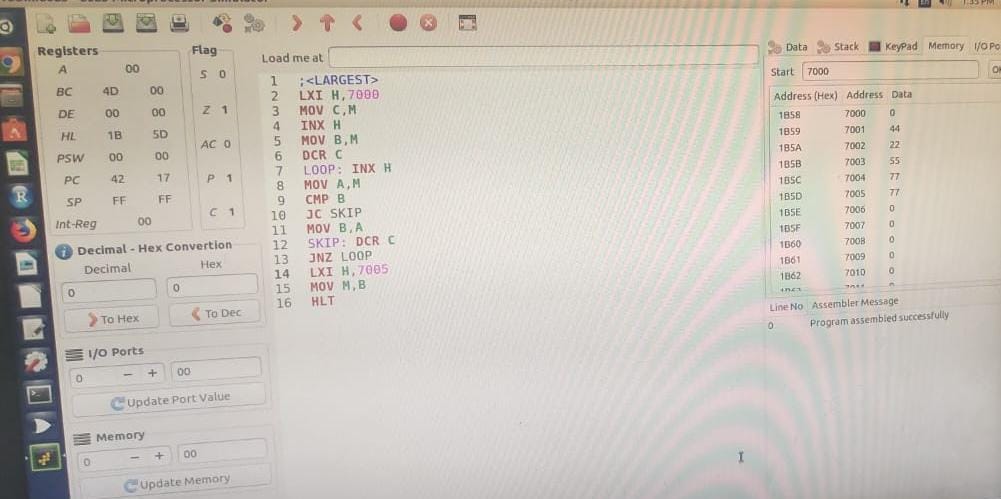 1:35 PM
Registers
A 00
BC 4D 00
DE 00 00
HL 1B 5D
PSW 00 00
PC 42 17
SP FF FF
Int-Reg 00
Flag
S 0
Z 1
AC 0
P 1
C 1
Decimal - Hex Convertion
Decimal Hex
0 0
To Hex To Dec
I/O Ports
0 − + 00
Update Port Value
Memory
0 − + 00
Update Memory
Load me at
1 ;<LARGEST>
2 LXI H,7000
3 MOV C,M
4 INX H
5 MOV B,M
6 DCR C
7 LOOP: INX H
8 MOV A,M
9 CMP B
10 JC SKIP
11 MOV B,A
12 SKIP: DCR C
13 JNZ LOOP
14 LXI H,7005
15 MOV M,B
16 HLT
Data Stack KeyPad Memory I/O Po
Start 7000
Address (Hex) Address Data
1B58 7000 0
1B59 7001 44
1B5A 7002 22
1B5B 7003 55
1B5C 7004 77
1B5D 7005 77
1B5E 7006 0
1B5F 7007 0
1B60 7008 0
1B61 7009 0
1B62 7010 0
Line No Assembler Message
0 Program assembled successfully